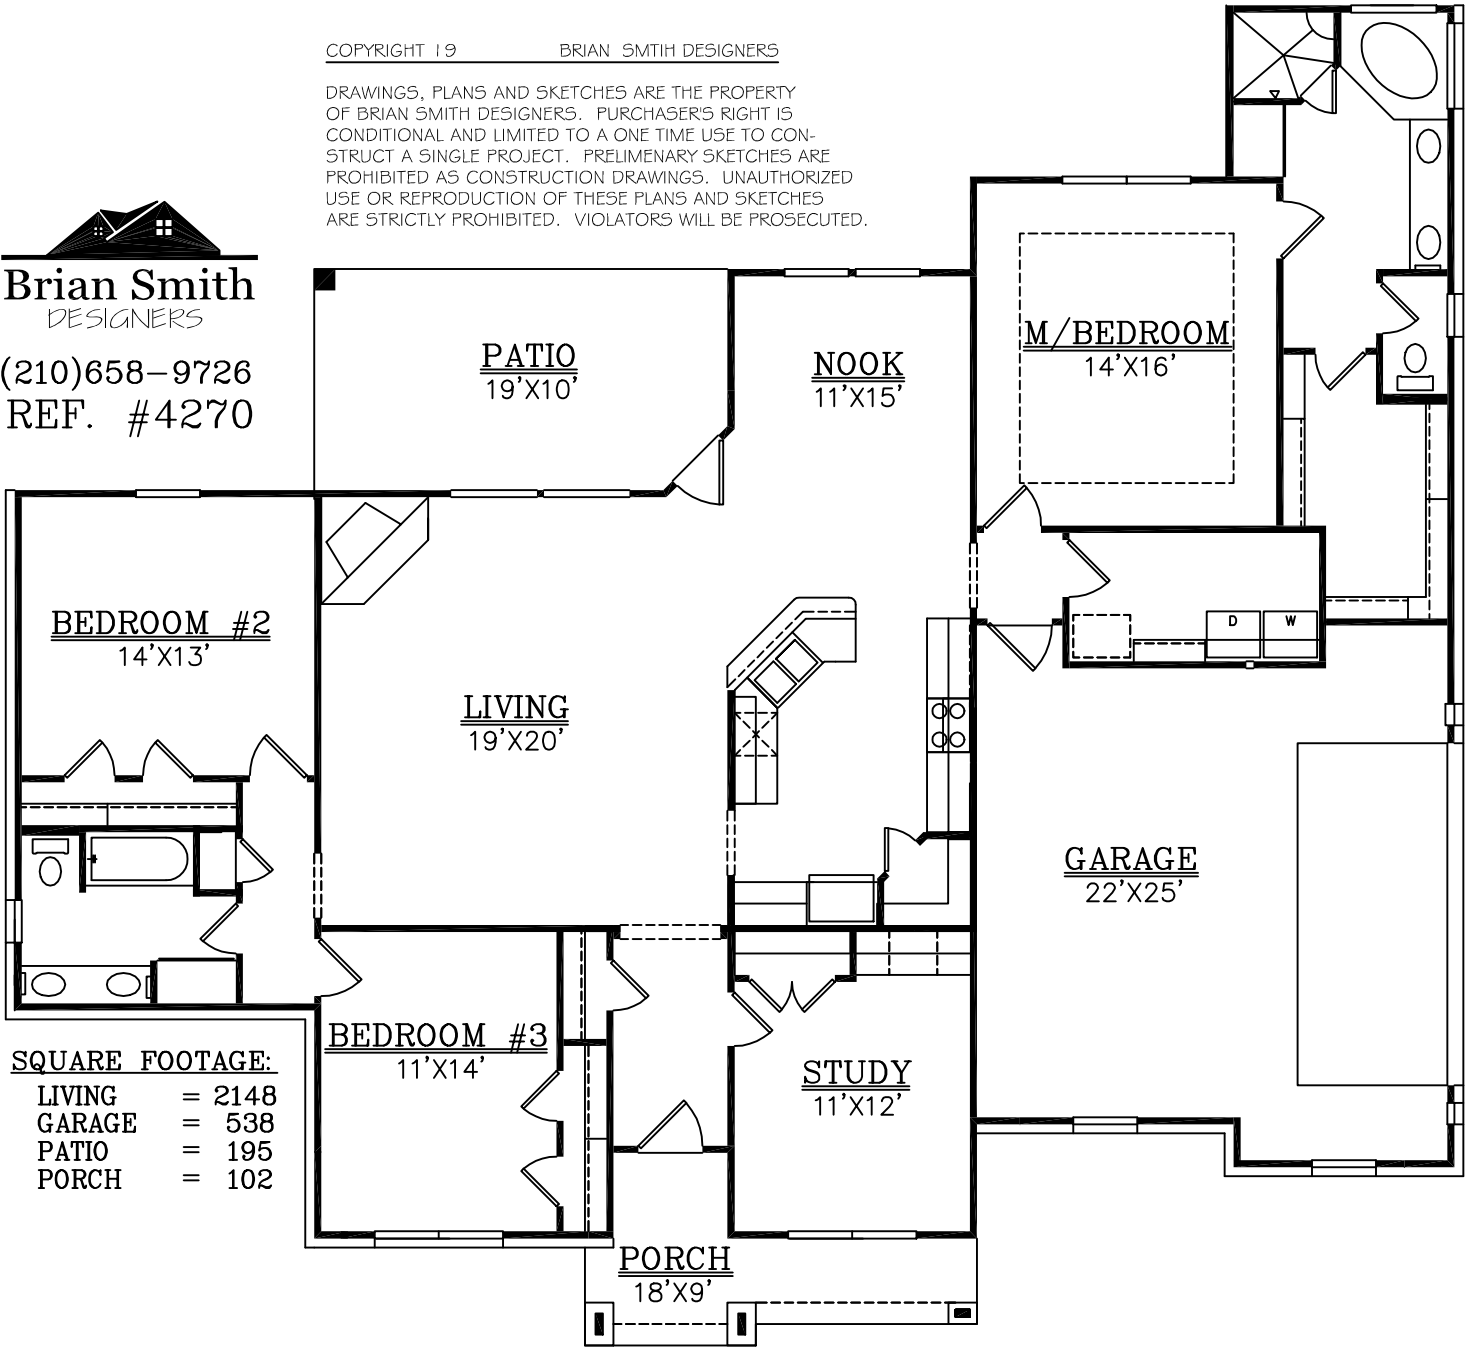 COPYRIGHT 19 BRIAN SMTIH DESIGNERS
DRAWINGS, PLANS AND SKETCHES ARE THE PROPERTY
OF BRIAN SMITH DESIGNERS. PURCHASER'S RIGHT IS
CONDITIONAL AND LIMITED TO A ONE TIME USE TO CON-
STRUCT A SINGLE PROJECT. PRELIMENARY SKETCHES ARE
PROHIBITED AS CONSTRUCTION DRAWINGS. UNAUTHORIZED
USE OR REPRODUCTION OF THESE PLANS AND SKETCHES
ARE STRICTLY PROHIBITED. VIOLATORS WILL BE PROSECUTED.
Brian Smith
DESIGNERS
(210)658-9726
REF. #4270
PATIO
19'X10'
NOOK
11'X15'
M/BEDROOM
14'X16'
BEDROOM #2
14'X13'
LIVING
19'X20'
D W
GARAGE
22'X25'
BEDROOM #3
11'X14'
STUDY
11'X12'
PORCH
18'X9'
SQUARE FOOTAGE:
LIVING = 2148
GARAGE = 538
PATIO = 195
PORCH = 102